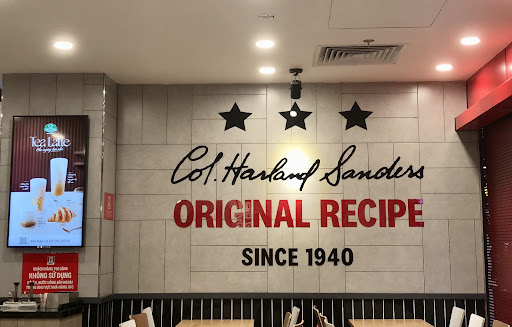 Tea Latte
Col. Harland Sanders
ORIGINAL RECIPE
SINCE 1940
KHÔNG SỬ DỤNG